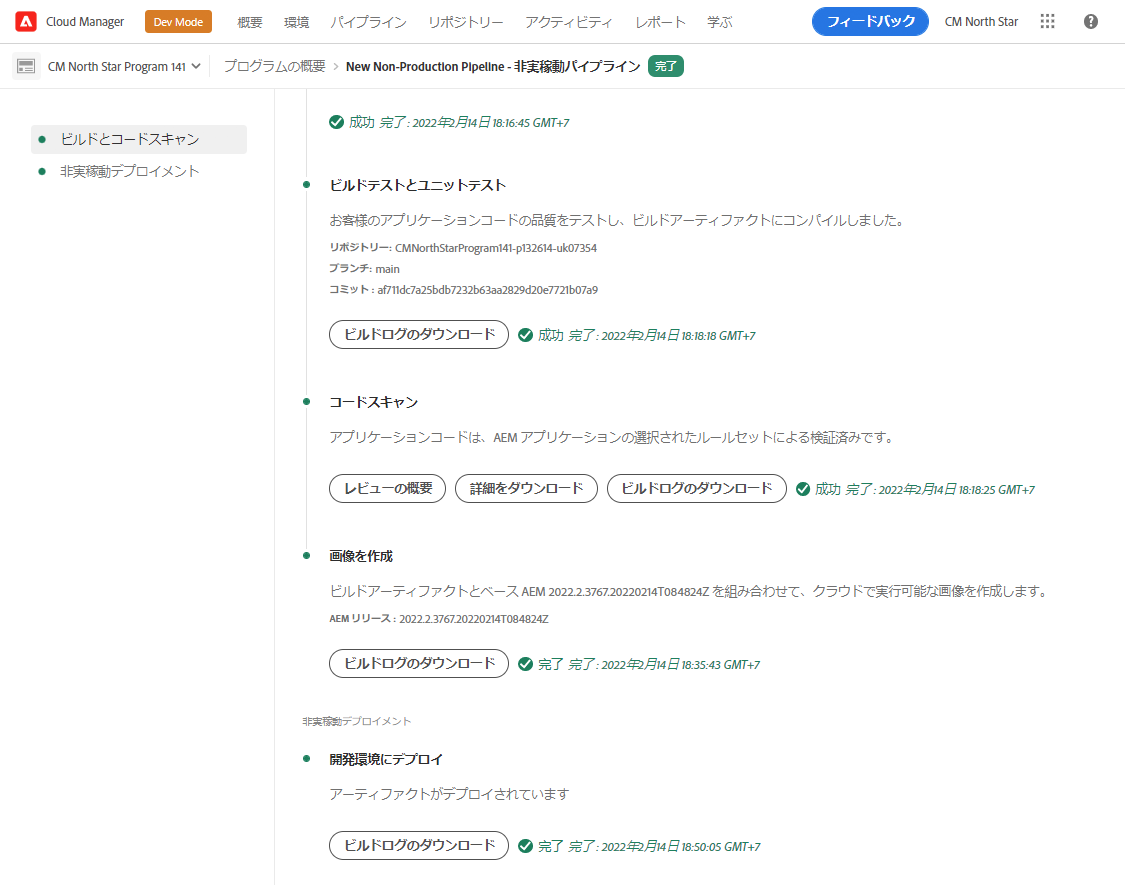 Cloud Manager Dev Mode 概要 環境 パイプライン リポジトリー アクティビティ レポート 学ぶ フィードバック CM North Star ?
CM North Star Program 141 プログラムの概要 > New Non-Production Pipeline - 非実稼動パイプライン 完了
ビルドとコードスキャン
非実稼動デプロイメント
成功 完了 : 2022年2月14日 18:16:45 GMT+7
ビルドテストとユニットテスト
お客様のアプリケーションコードの品質をテストし、ビルドアーティファクトにコンパイルしました。
リポジトリー: CMNorthStarProgram141-p132614-uk07354
ブランチ: main
コミット : af711dc7a25bdb7232b63aa2829d20e7721b07a9
ビルドログのダウンロード 成功 完了 : 2022年2月14日 18:18:18 GMT+7
コードスキャン
アプリケーションコードは、AEM アプリケーションの選択されたルールセットによる検証済みです。
レビューの概要 詳細をダウンロード ビルドログのダウンロード 成功 完了 : 2022年2月14日 18:18:25 GMT+7
画像を作成
ビルドアーティファクトとベース AEM 2022.2.3767.20220214T084824Z を組み合わせて、クラウドで実行可能な画像を作成します。
AEM リリース : 2022.2.3767.20220214T084824Z
ビルドログのダウンロード 完了 完了 : 2022年2月14日 18:35:43 GMT+7
非実稼動デプロイメント
開発環境にデプロイ
アーティファクトがデプロイされています
ビルドログのダウンロード 完了 完了 : 2022年2月14日 18:50:05 GMT+7